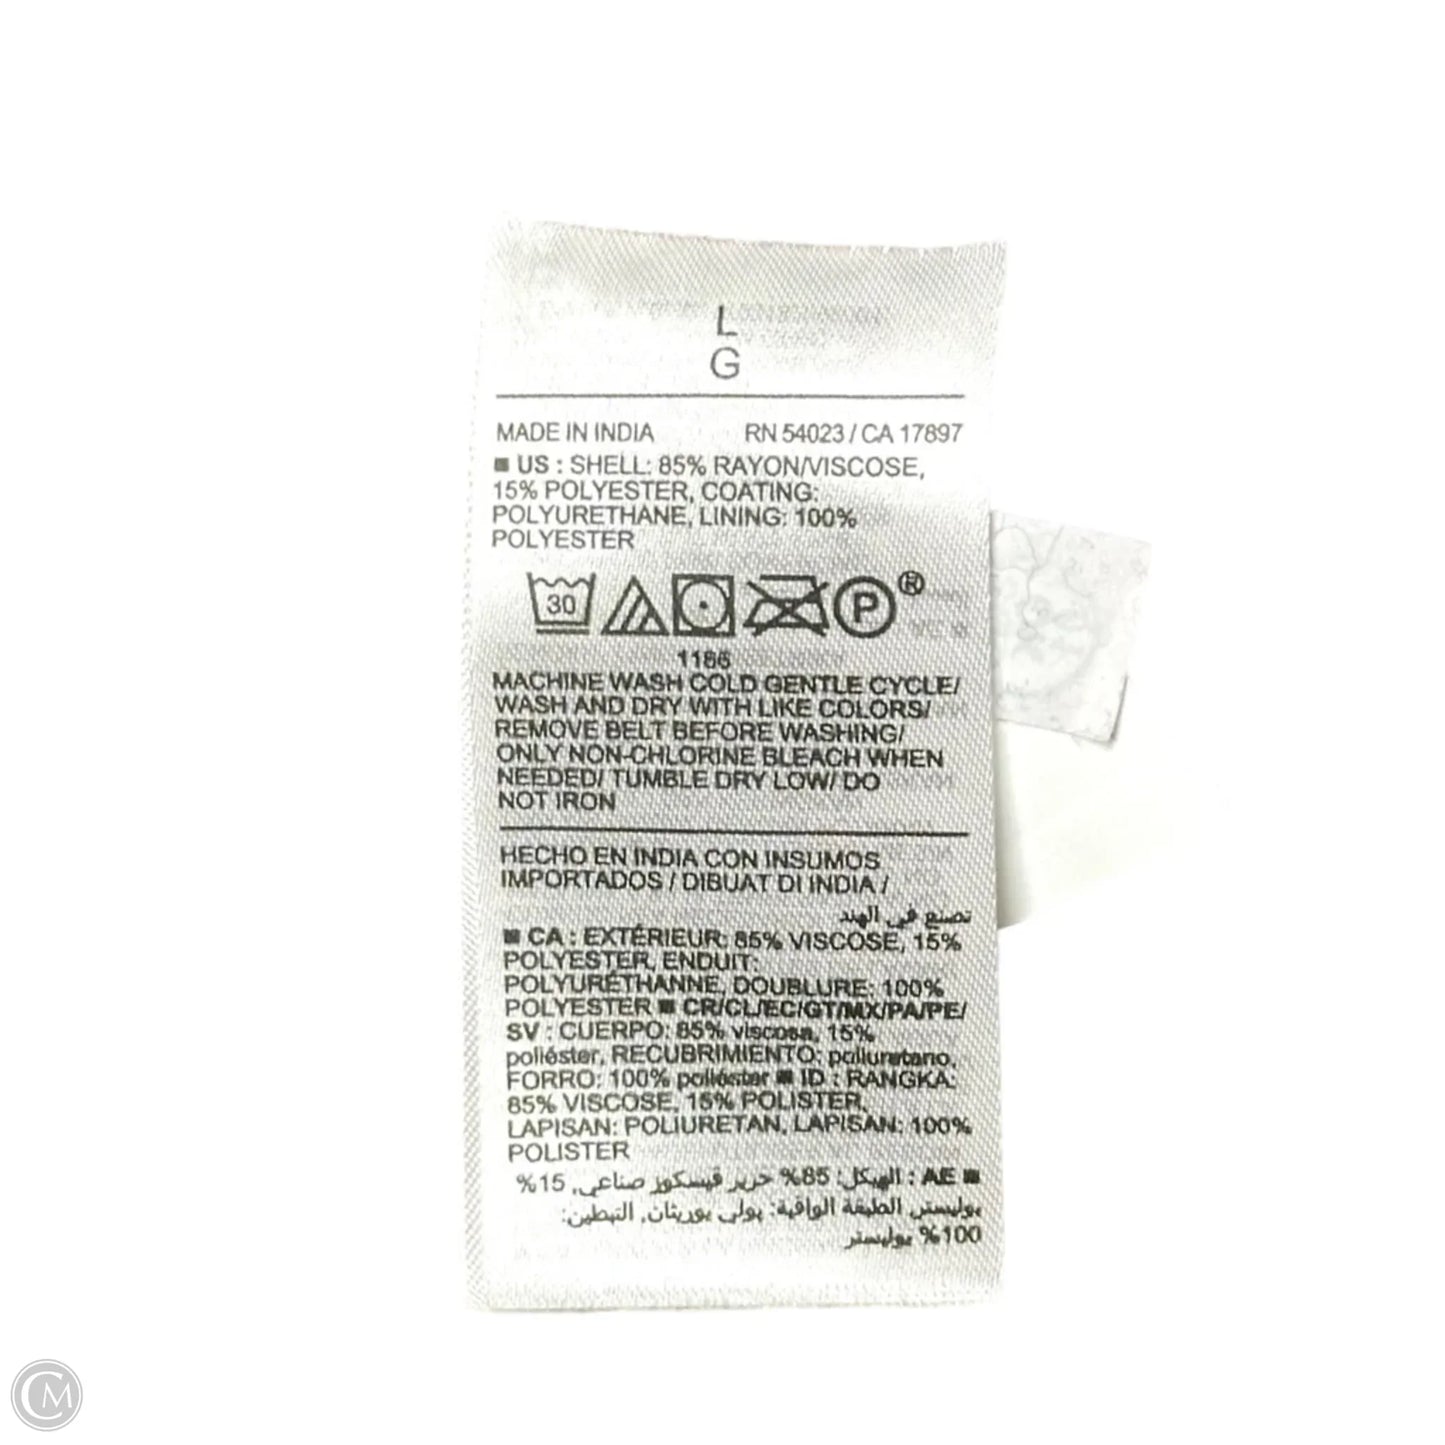 L
G
MADE IN INDIA RN 54023 / CA 17897
■ US : SHELL: 85% RAYON/VISCOSE,
15% POLYESTER, COATING:
POLYURETHANE, LINING: 100%
POLYESTER
30 P ®
1186
MACHINE WASH COLD GENTLE CYCLE/
WASH AND DRY WITH LIKE COLORS/
REMOVE BELT BEFORE WASHING/
ONLY NON-CHLORINE BLEACH WHEN
NEEDED/ TUMBLE DRY LOW/ DO
NOT IRON
HECHO EN INDIA CON INSUMOS
IMPORTADOS / DIBUAT DI INDIA /
تصنع في الهند
■ CA : EXTÉRIEUR: 85% VISCOSE, 15%
POLYESTER, ENDUIT:
POLYURÉTHANNE, DOUBLURE: 100%
POLYESTER ■ CR/CL/EC/GT/MX/PA/PE/
SV : CUERPO: 85% viscosa, 15%
poliéster, RECUBRIMIENTO: poliuretano,
FORRO: 100% poliéster ■ ID : RANGKA:
85% VISCOSE, 15% POLISTER,
LAPISAN: POLIURETAN, LAPISAN: 100%
POLISTER
■ AE : الهيكل: 85% حرير فيسكوز صناعي, 15%
بوليستر, الطبقة الواقية: بولي يوريثان, التبطين:
100% بوليستر
CM